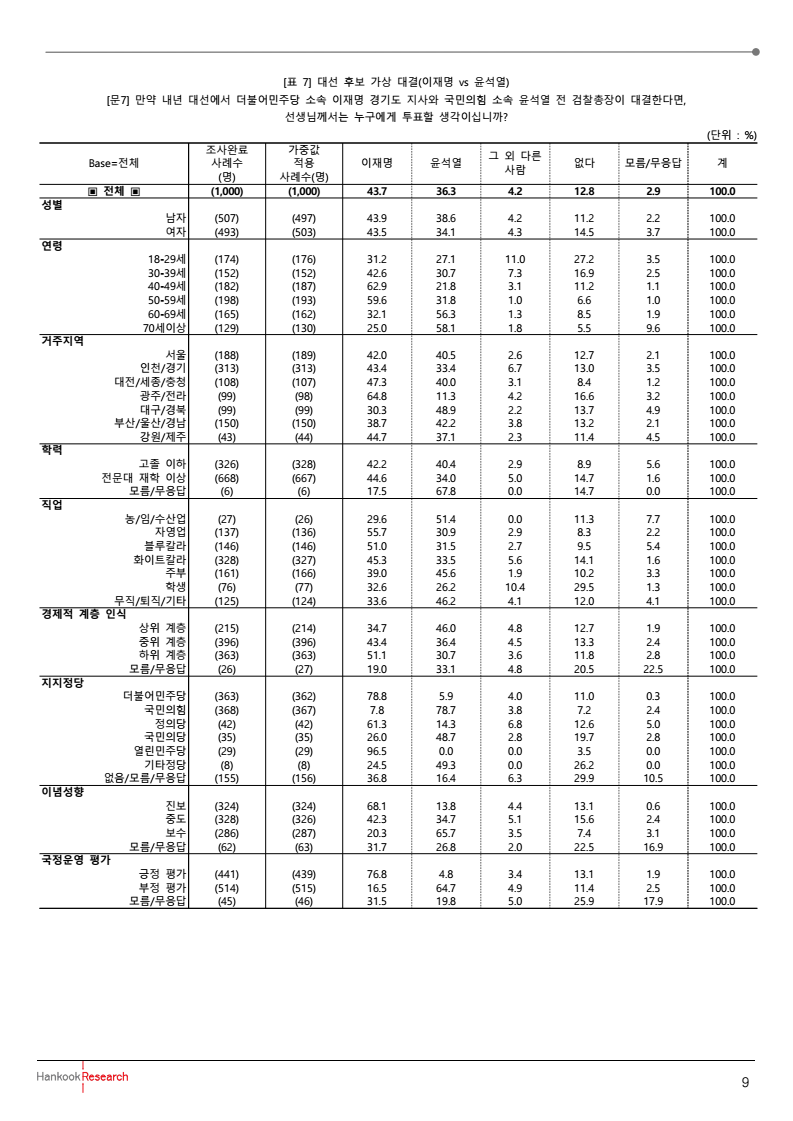 [표 7] 대선 후보 가상 대결(이재명 vs 윤석열)
[문7] 만약 내년 대선에서 더불어민주당 소속 이재명 경기도 지사와 국민의힘 소속 윤석열 전 검찰총장이 대결한다면,
선생님께서는 누구에게 투표할 생각이십니까?
(단위 : %)
Base=전체 조사완료 사례수 (명) 가중값 적용 사례수(명) 이재명 윤석열 그 외 다른 사람 없다 모름/무응답 계
▣ 전체 ▣ (1,000) (1,000) 43.7 36.3 4.2 12.8 2.9 100.0
성별
남자 (507) (497) 43.9 38.6 4.2 11.2 2.2 100.0
여자 (493) (503) 43.5 34.1 4.3 14.5 3.7 100.0
연령
18-29세 (174) (176) 31.2 27.1 11.0 27.2 3.5 100.0
30-39세 (152) (152) 42.6 30.7 7.3 16.9 2.5 100.0
40-49세 (182) (187) 62.9 21.8 3.1 11.2 1.1 100.0
50-59세 (198) (193) 59.6 31.8 1.0 6.6 1.0 100.0
60-69세 (165) (162) 32.1 56.3 1.3 8.5 1.9 100.0
70세이상 (129) (130) 25.0 58.1 1.8 5.5 9.6 100.0
거주지역
서울 (188) (189) 42.0 40.5 2.6 12.7 2.1 100.0
인천/경기 (313) (313) 43.4 33.4 6.7 13.0 3.5 100.0
대전/세종/충청 (108) (107) 47.3 40.0 3.1 8.4 1.2 100.0
광주/전라 (99) (98) 64.8 11.3 4.2 16.6 3.2 100.0
대구/경북 (99) (99) 30.3 48.9 2.2 13.7 4.9 100.0
부산/울산/경남 (150) (150) 38.7 42.2 3.8 13.2 2.1 100.0
강원/제주 (43) (44) 44.7 37.1 2.3 11.4 4.5 100.0
학력
고졸 이하 (326) (328) 42.2 40.4 2.9 8.9 5.6 100.0
전문대 재학 이상 (668) (667) 44.6 34.0 5.0 14.7 1.6 100.0
모름/무응답 (6) (6) 17.5 67.8 0.0 14.7 0.0 100.0
직업
농/임/수산업 (27) (26) 29.6 51.4 0.0 11.3 7.7 100.0
자영업 (137) (136) 55.7 30.9 2.9 8.3 2.2 100.0
블루칼라 (146) (146) 51.0 31.5 2.7 9.5 5.4 100.0
화이트칼라 (328) (327) 45.3 33.5 5.6 14.1 1.6 100.0
주부 (161) (166) 39.0 45.6 1.9 10.2 3.3 100.0
학생 (76) (77) 32.6 26.2 10.4 29.5 1.3 100.0
무직/퇴직/기타 (125) (124) 33.6 46.2 4.1 12.0 4.1 100.0
경제적 계층 인식
상위 계층 (215) (214) 34.7 46.0 4.8 12.7 1.9 100.0
중위 계층 (396) (396) 43.4 36.4 4.5 13.3 2.4 100.0
하위 계층 (363) (363) 51.1 30.7 3.6 11.8 2.8 100.0
모름/무응답 (26) (27) 19.0 33.1 4.8 20.5 22.5 100.0
지지정당
더불어민주당 (363) (362) 78.8 5.9 4.0 11.0 0.3 100.0
국민의힘 (368) (367) 7.8 78.7 3.8 7.2 2.4 100.0
정의당 (42) (42) 61.3 14.3 6.8 12.6 5.0 100.0
국민의당 (35) (35) 26.0 48.7 2.8 19.7 2.8 100.0
열린민주당 (29) (29) 96.5 0.0 0.0 3.5 0.0 100.0
기타정당 (8) (8) 24.5 49.3 0.0 26.2 0.0 100.0
없음/모름/무응답 (155) (156) 36.8 16.4 6.3 29.9 10.5 100.0
이념성향
진보 (324) (324) 68.1 13.8 4.4 13.1 0.6 100.0
중도 (328) (326) 42.3 34.7 5.1 15.6 2.4 100.0
보수 (286) (287) 20.3 65.7 3.5 7.4 3.1 100.0
모름/무응답 (62) (63) 31.7 26.8 2.0 22.5 16.9 100.0
국정운영 평가
긍정 평가 (441) (439) 76.8 4.8 3.4 13.1 1.9 100.0
부정 평가 (514) (515) 16.5 64.7 4.9 11.4 2.5 100.0
모름/무응답 (45) (46) 31.5 19.8 5.0 25.9 17.9 100.0
Hankook Research
9